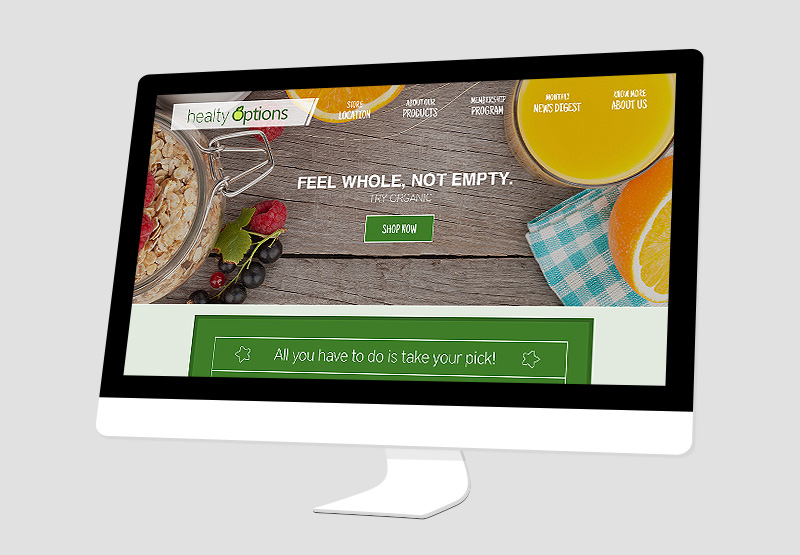 healty Options
STORE
LOCATION
ABOUT OUR
PRODUCTS
MEMBERSHIP
PROGRAM
MONTHLY
NEWS DIGEST
KNOW MORE
ABOUT US
FEEL WHOLE, NOT EMPTY.
TRY ORGANIC
SHOP NOW
All you have to do is take your pick!